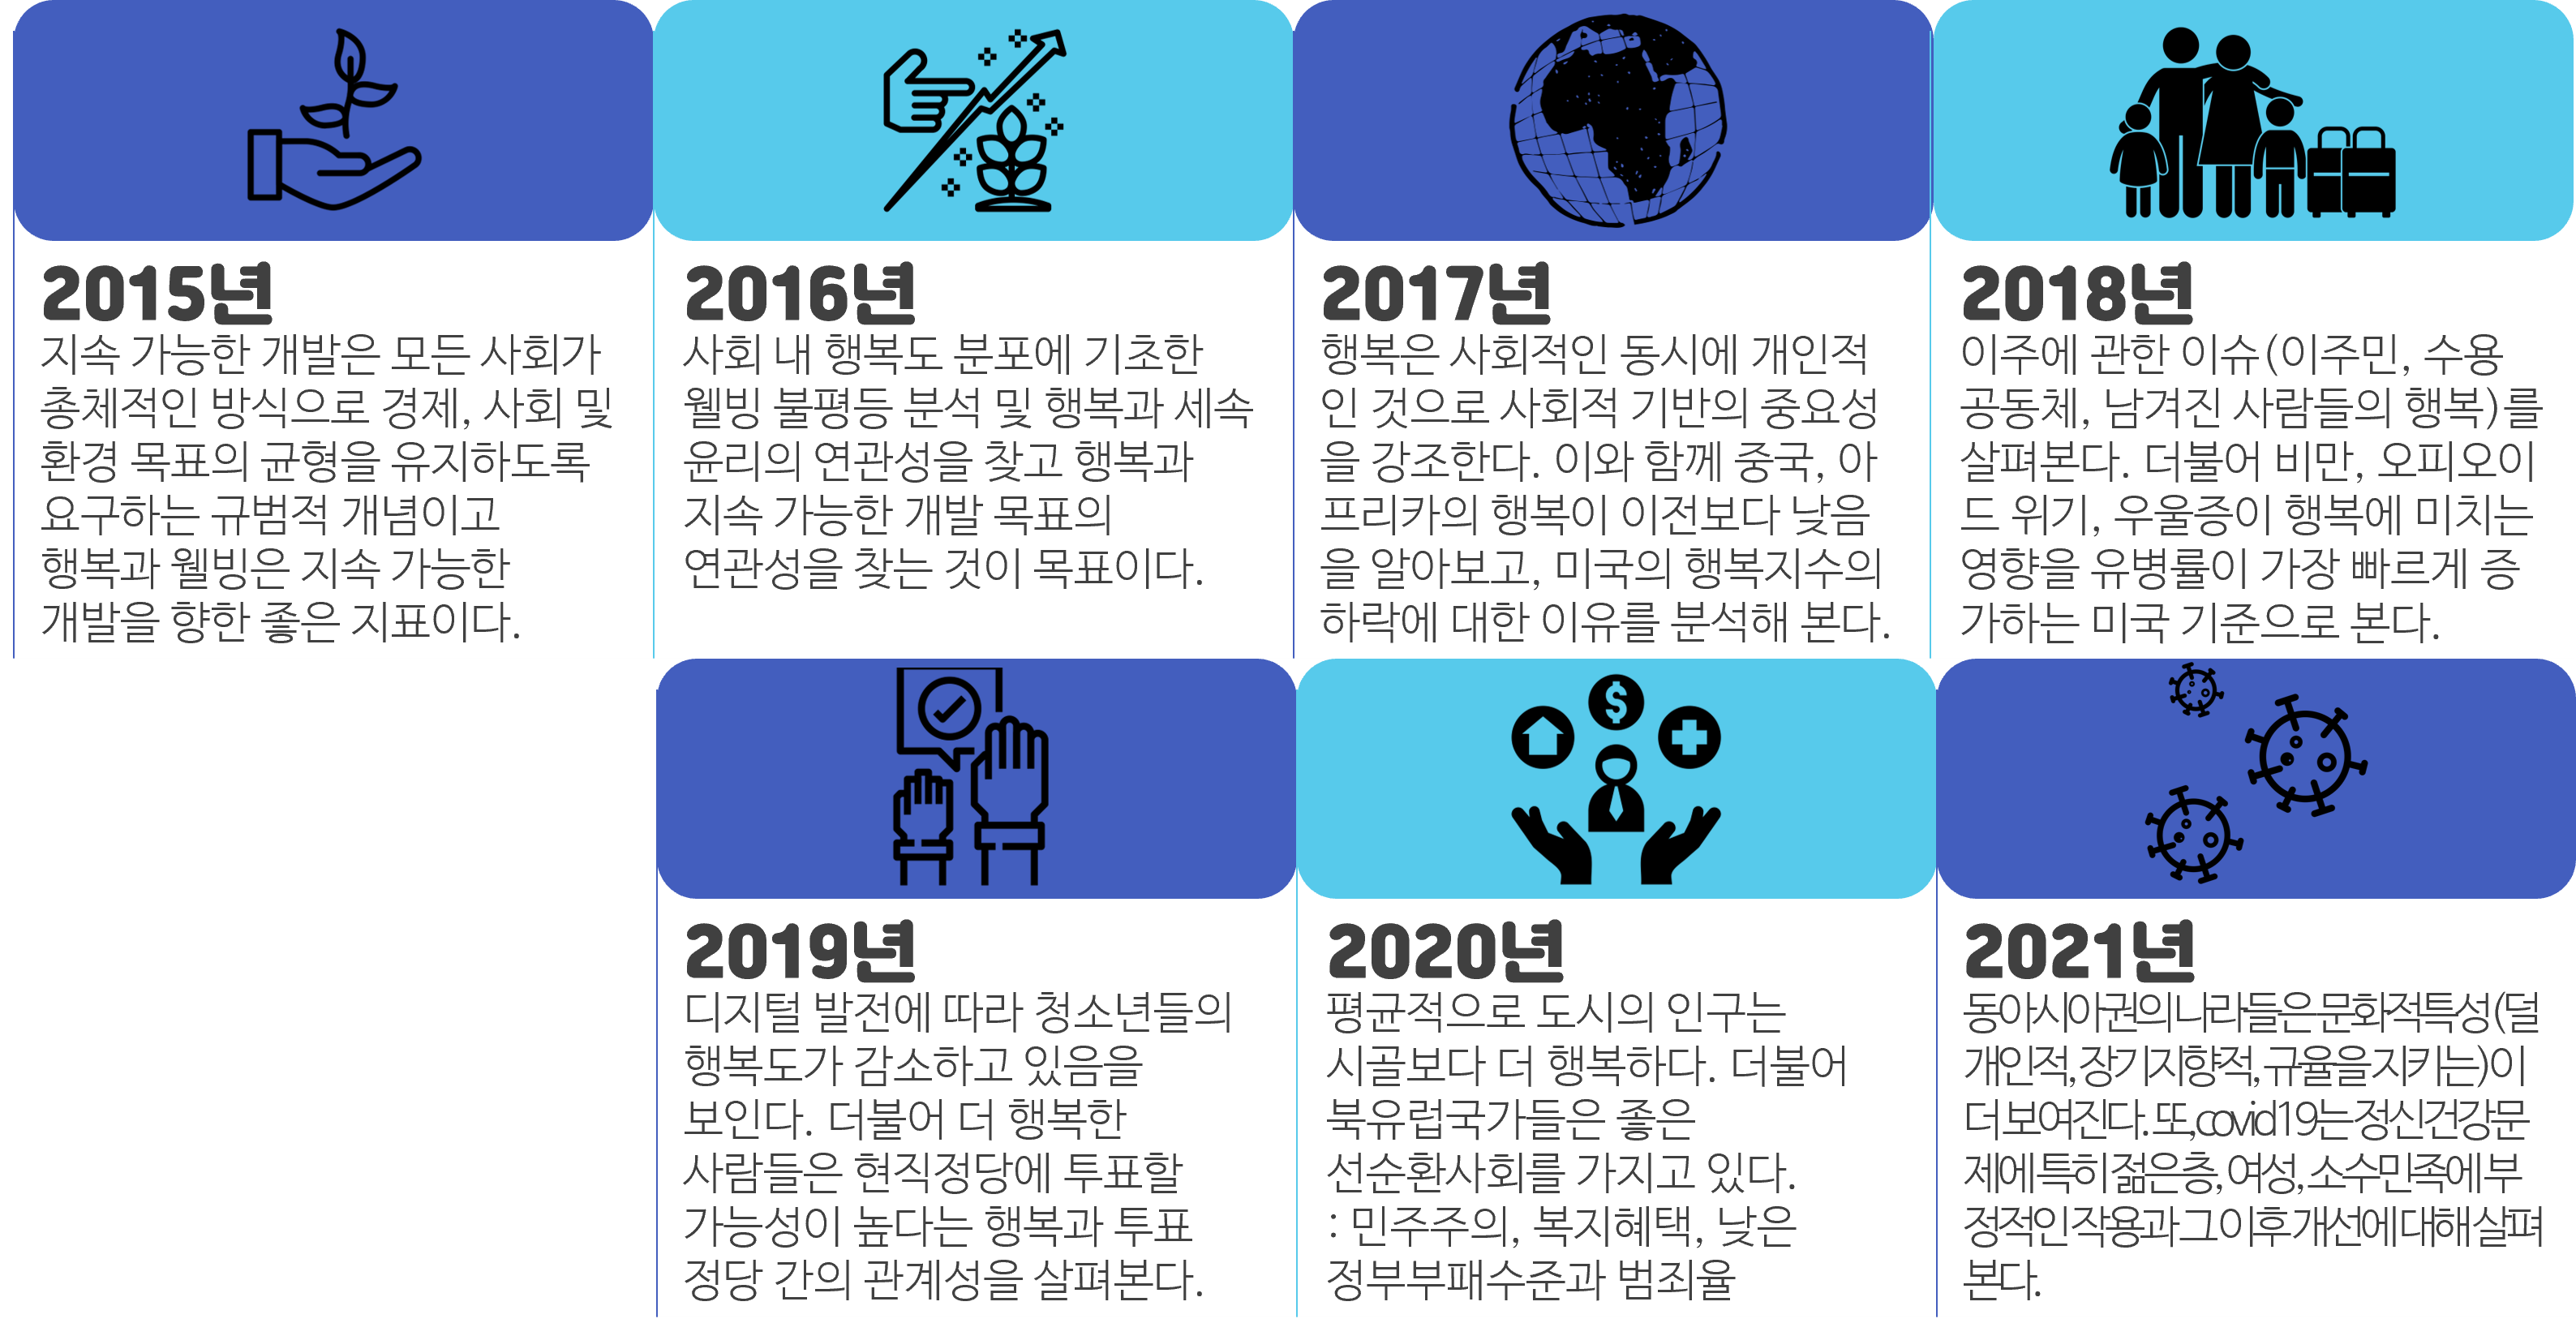 2015년
지속 가능한 개발은 모든 사회가
총체적인 방식으로 경제, 사회 및
환경 목표의 균형을 유지하도록
요구하는 규범적 개념이고
행복과 웰빙은 지속 가능한
개발을 향한 좋은 지표이다.
2016년
사회 내 행복도 분포에 기초한
웰빙 불평등 분석 및 행복과 세속
윤리의 연관성을 찾고 행복과
지속 가능한 개발 목표의
연관성을 찾는 것이 목표이다.
2017년
행복은 사회적인 동시에 개인적
인 것으로 사회적 기반의 중요성
을 강조한다. 이와 함께 중국, 아
프리카의 행복이 이전보다 낮음
을 알아보고, 미국의 행복지수의
하락에 대한 이유를 분석해 본다.
2018년
이주에 관한 이슈(이주민, 수용
공동체, 남겨진 사람들의 행복)를
살펴본다. 더불어 비만, 오피오이
드 위기, 우울증이 행복에 미치는
영향을 유병률이 가장 빠르게 증
가하는 미국 기준으로 본다.
2019년
디지털 발전에 따라 청소년들의
행복도가 감소하고 있음을
보인다. 더불어 더 행복한
사람들은 현직정당에 투표할
가능성이 높다는 행복과 투표
정당 간의 관계성을 살펴본다.
2020년
평균적으로 도시의 인구는
시골보다 더 행복하다. 더불어
북유럽국가들은 좋은
선순환사회를 가지고 있다.
: 민주주의, 복지혜택, 낮은
정부부패수준과 범죄율
2021년
동아시아권의 나라들은 문화적 특성(덜
개인적, 장기지향적, 규율을 지키는)이
더 보여진다. 또,covid19는 정신건강 문
제에 특히 젊은 층, 여성, 소수민족에 부
정적인 작용과 그 이후 개선에 대해 살펴
본다.